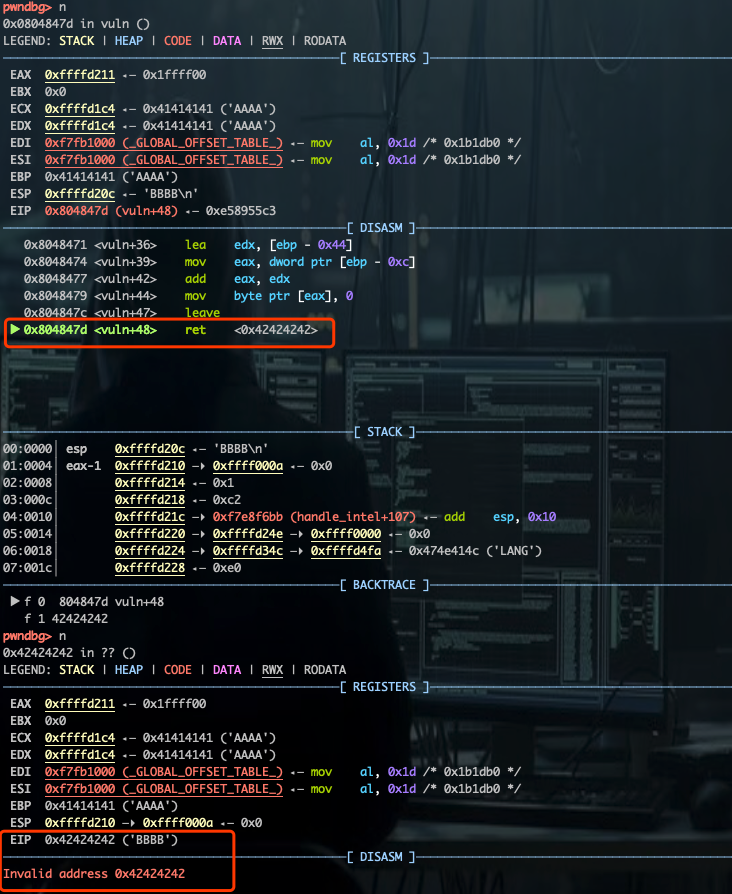 pwndbg> n
0x0804847d in vuln ()
LEGEND: STACK | HEAP | CODE | DATA | RWX | RODATA
[ REGISTERS ]
EAX 0xffffd211 ◂— 0x1ffff00
EBX 0x0
ECX 0xffffd1c4 ◂— 0x41414141 ('AAAA')
EDX 0xffffd1c4 ◂— 0x41414141 ('AAAA')
EDI 0xf7fb1000 (_GLOBAL_OFFSET_TABLE_) ◂— mov al, 0x1d /* 0x1b1db0 */
ESI 0xf7fb1000 (_GLOBAL_OFFSET_TABLE_) ◂— mov al, 0x1d /* 0x1b1db0 */
EBP 0x41414141 ('AAAA')
ESP 0xffffd20c ◂— 'BBBB\n'
EIP 0x804847d (vuln+48) ◂— 0xe58955c3
[ DISASM ]
0x8048471 <vuln+36> lea edx, [ebp - 0x44]
0x8048474 <vuln+39> mov eax, dword ptr [ebp - 0xc]
0x8048477 <vuln+42> add eax, edx
0x8048479 <vuln+44> mov byte ptr [eax], 0
0x804847c <vuln+47> leave
► 0x804847d <vuln+48> ret <0x42424242>
[ STACK ]
00:0000│ esp 0xffffd20c ◂— 'BBBB\n'
01:0004│ eax-1 0xffffd210 —▸ 0xffff000a ◂— 0x0
02:0008│ 0xffffd214 ◂— 0x1
03:000c│ 0xffffd218 ◂— 0xc2
04:0010│ 0xffffd21c —▸ 0xf7e8f6bb (handle_intel+107) ◂— add esp, 0x10
05:0014│ 0xffffd220 —▸ 0xffffd24e ◂— 0xffff0000 ◂— 0x0
06:0018│ 0xffffd224 —▸ 0xffffd34c —▸ 0xffffd4fa ◂— 0x474e414c ('LANG')
07:001c│ 0xffffd228 ◂— 0xe0
[ BACKTRACE ]
► f 0 804847d vuln+48
f 1 42424242
pwndbg> n
0x42424242 in ?? ()
LEGEND: STACK | HEAP | CODE | DATA | RWX | RODATA
[ REGISTERS ]
EAX 0xffffd211 ◂— 0x1ffff00
EBX 0x0
ECX 0xffffd1c4 ◂— 0x41414141 ('AAAA')
EDX 0xffffd1c4 ◂— 0x41414141 ('AAAA')
EDI 0xf7fb1000 (_GLOBAL_OFFSET_TABLE_) ◂— mov al, 0x1d /* 0x1b1db0 */
ESI 0xf7fb1000 (_GLOBAL_OFFSET_TABLE_) ◂— mov al, 0x1d /* 0x1b1db0 */
EBP 0x41414141 ('AAAA')
ESP 0xffffd210 —▸ 0xffff000a ◂— 0x0
EIP 0x42424242 ('BBBB')
[ DISASM ]
Invalid address 0x42424242